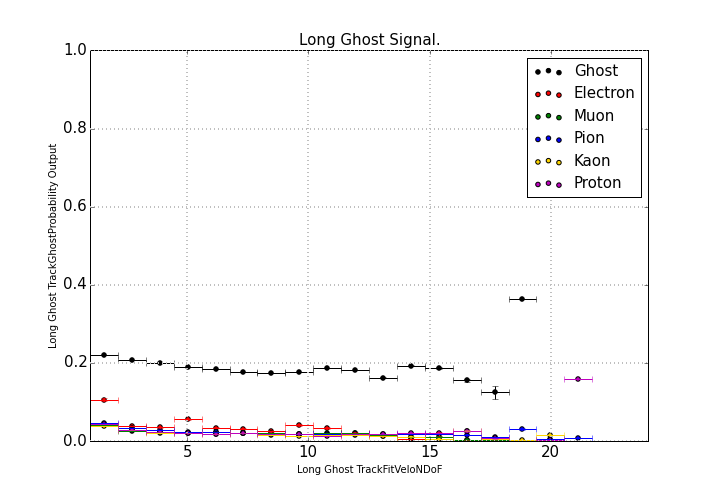 Long Ghost Signal.
1.0
0.8
0.6
0.4
0.2
0.0
Long Ghost TrackGhostProbability Output
Ghost
Electron
Muon
Pion
Kaon
Proton
5
10
15
20
Long Ghost TrackFitVeloNDoF